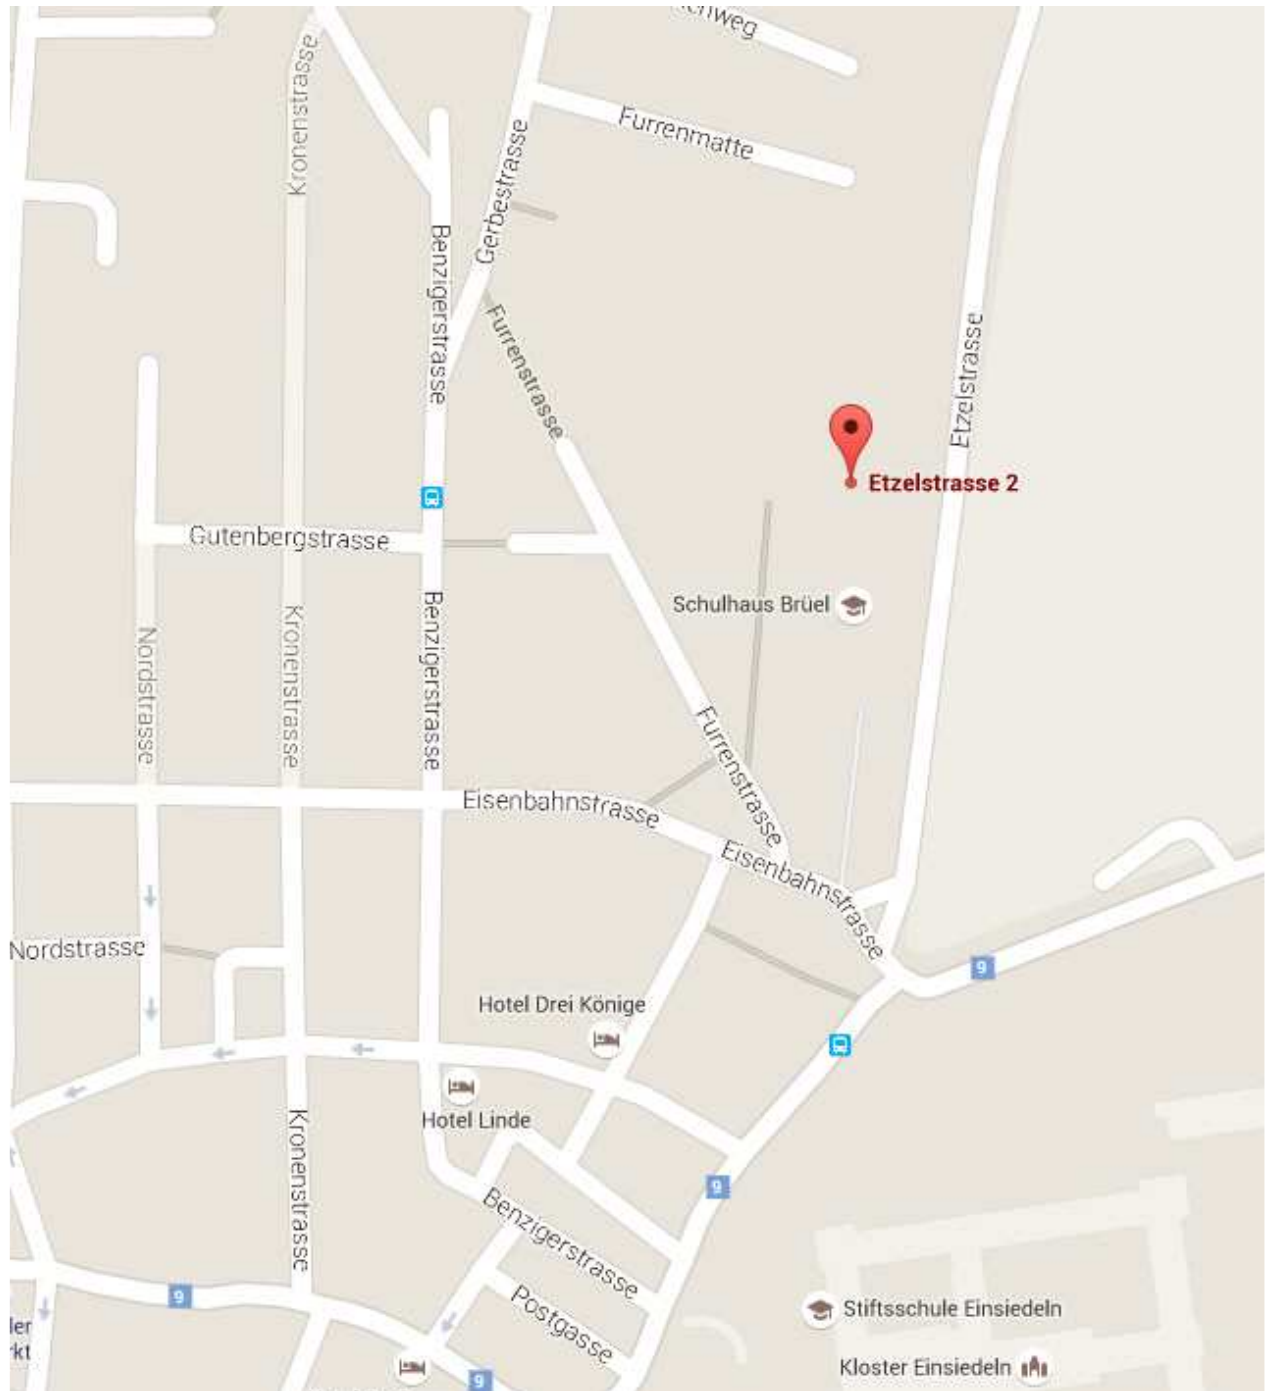 Kronenstrasse
Furrenmatte
Gerbestrasse
Benzigerstrasse
Furrenstrasse
Etzelstrasse
Etzelstrasse 2
Gutenbergstrasse
Schulhaus Brüel
Nordstrasse
Kronenstrasse
Benzigerstrasse
Furrenstrasse
Eisenbahnstrasse
Eisenbahnstrasse
Nordstrasse
9
Hotel Drei Könige
Hotel Linde
Kronenstrasse
9
Benzigerstrasse
9
Postgasse
Stiftsschule Einsiedeln
Kloster Einsiedeln
9